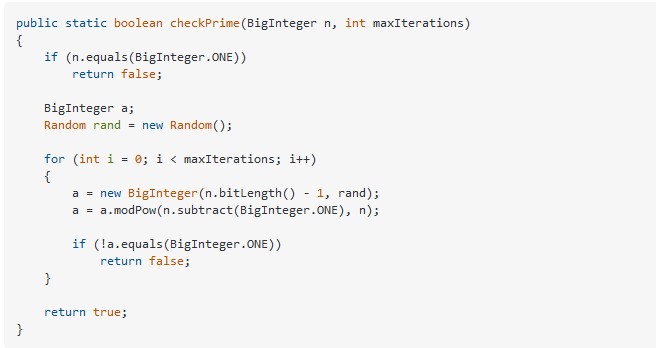 public static boolean checkPrime(BigInteger n, int maxIterations)
{
    if (n.equals(BigInteger.ONE))
        return false;

    BigInteger a;
    Random rand = new Random();

    for (int i = 0; i < maxIterations; i++)
    {
        a = new BigInteger(n.bitLength() - 1, rand);
        a = a.modPow(n.subtract(BigInteger.ONE), n);

        if (!a.equals(BigInteger.ONE))
            return false;
    }

    return true;
}